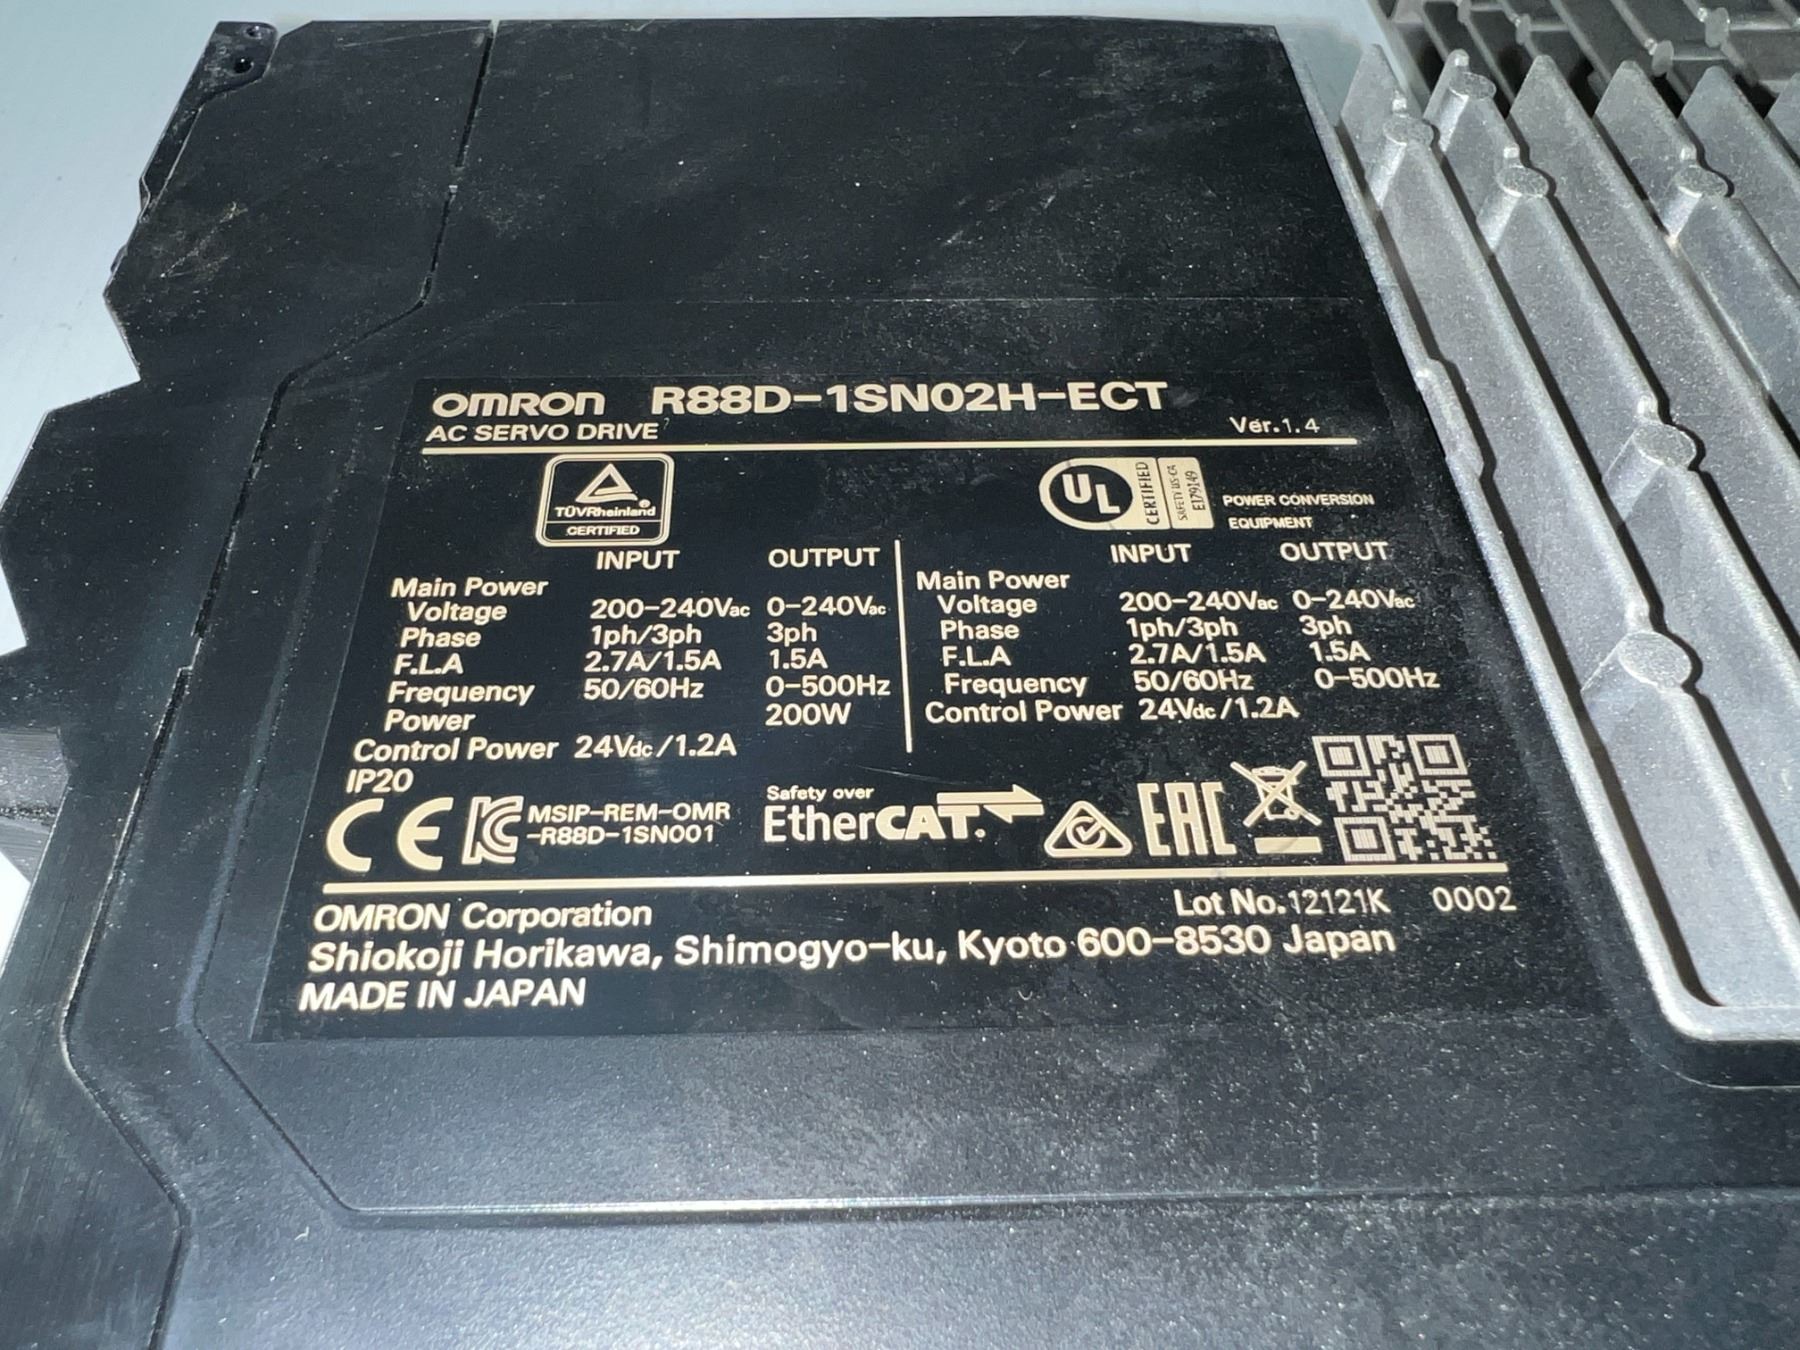 OMRON R88D-1SN02H-ECT
AC SERVO DRIVE Ver.1.4
TÜVRheinland®
CERTIFIED
UL CERTIFIED SAFETY US-CA E179149
POWER CONVERSION
EQUIPMENT
INPUT OUTPUT
Main Power
Voltage 200-240Vac 0-240Vac
Phase 1ph/3ph 3ph
F.L.A 2.7A/1.5A 1.5A
Frequency 50/60Hz 0-500Hz
Power 200W
Control Power 24Vdc/1.2A
IP20
INPUT OUTPUT
Main Power
Voltage 200-240Vac 0-240Vac
Phase 1ph/3ph 3ph
F.L.A 2.7A/1.5A 1.5A
Frequency 50/60Hz 0-500Hz
Control Power 24Vdc/1.2A
CE KC MSIP-REM-OMR
-R88D-1SN001
Safety over
EtherCAT®
EAC
Lot No.12121K 0002
OMRON Corporation
Shiokoji Horikawa, Shimogyo-ku, Kyoto 600-8530 Japan
MADE IN JAPAN